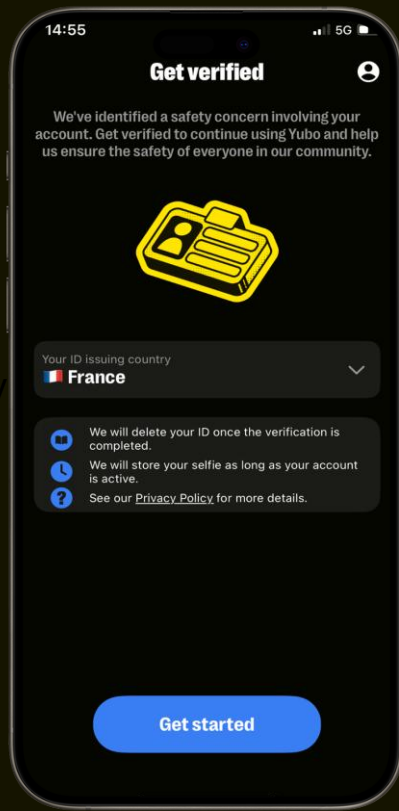 14:55
5G
Get verified
We've identified a safety concern involving your
account. Get verified to continue using Yubo and help
us ensure the safety of everyone in our community.
Your ID issuing country
France
We will delete your ID once the verification is
completed.
We will store your selfie as long as your account
is active.
? See our Privacy Policy for more details.
Get started